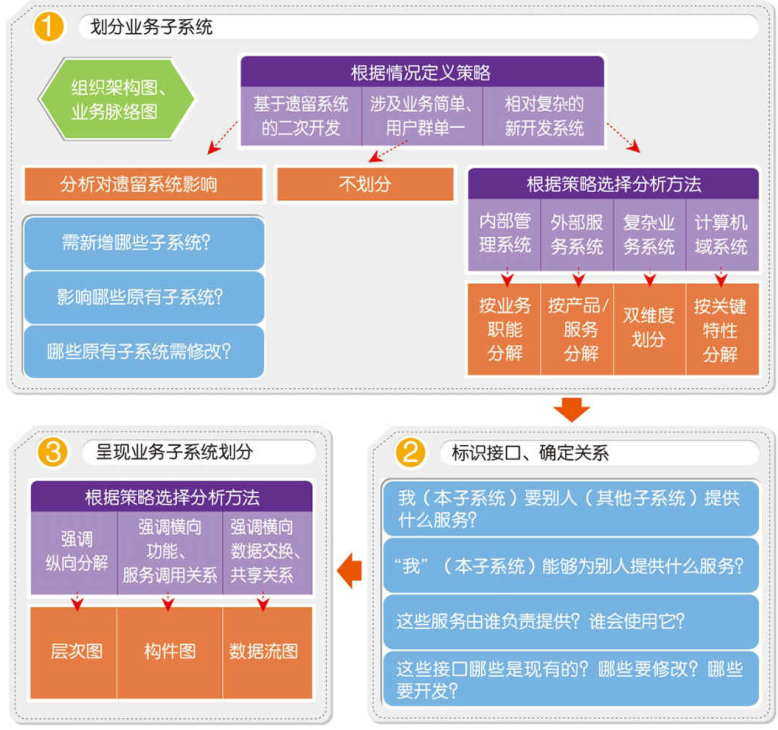 1 划分业务子系统
组织架构图、
业务脉络图
根据情况定义策略
基于遗留系统
的二次开发
涉及业务简单、
用户群单一
相对复杂的
新开发系统
分析对遗留系统影响
不划分
根据策略选择分析方法
需新增哪些子系统?
影响哪些原有子系统?
哪些原有子系统需修改?
内部管
理系统
外部服
务系统
复杂业
务系统
计算机
域系统
按业务
职能
分解
按产品/
服务
分解
双维度
划分
按关键
特性
分解
2 标识接口、确定关系
我（本子系统）要别人（其他子系统）提供
什么服务?
“我”（本子系统）能够为别人提供什么服务?
这些服务由谁负责提供? 谁会使用它?
这些接口哪些是现有的? 哪些要修改? 哪些
要开发?
3 呈现业务子系统划分
根据策略选择分析方法
强调
纵向分解
强调横向
功能、
服务调用关系
强调横向
数据交换、
共享关系
层次图
构件图
数据流图